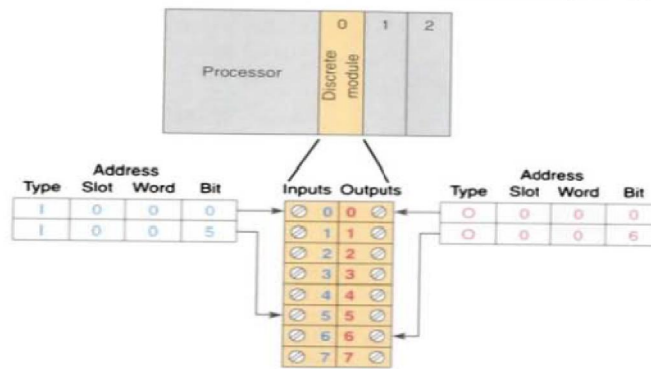 0 1 2
Processor
Discrete module
Address
Type Slot Word Bit
I 0 0 0
I 0 0 5
Inputs Outputs
0 0
1 1
2 2
3 3
4 4
5 5
6 6
7 7
Address
Type Slot Word Bit
O 0 0 0
O 0 0 6